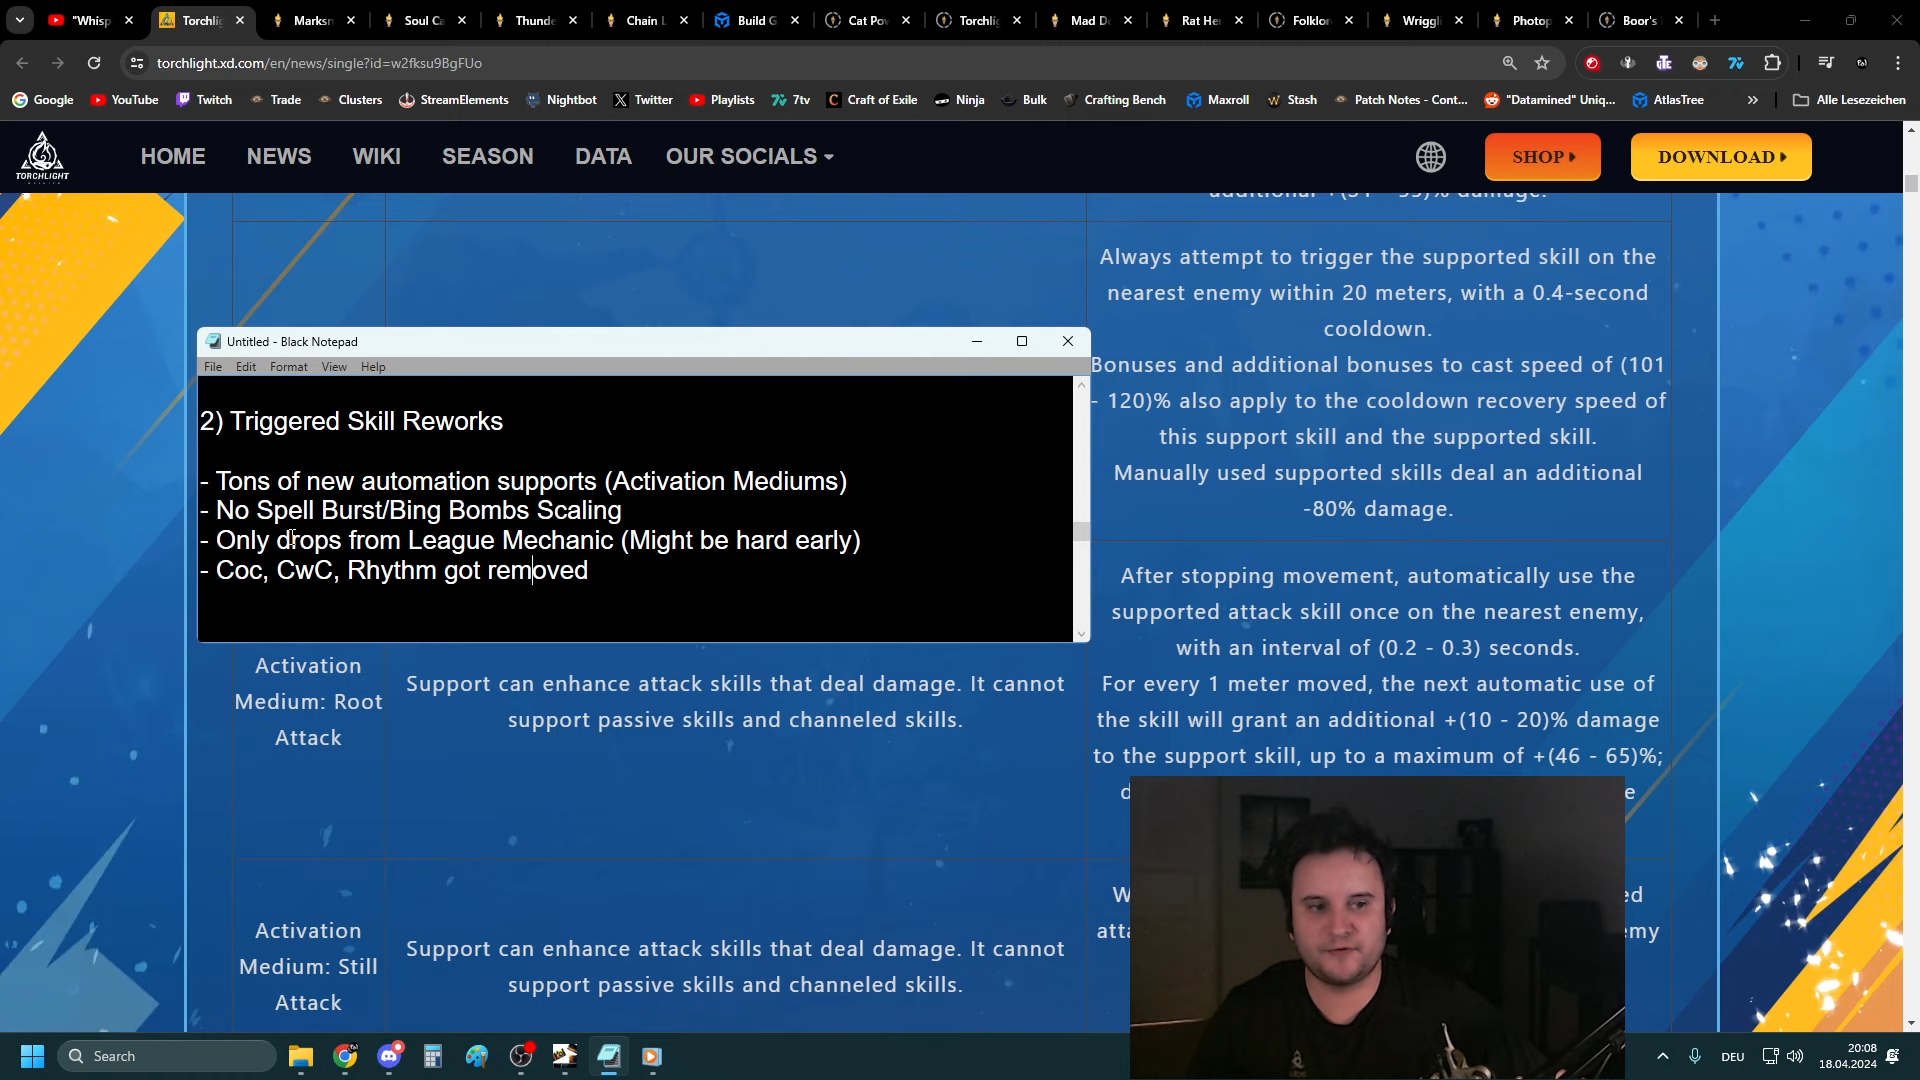 "Whisp
Torchlig
Marksn
Soul Ca
Thunde
Chain L
Build G
Cat Pov
Torchlig
Mad Do
Rat Her
Folklor
Wriggli
Photop
Boor's
torchlight.xd.com/en/news/single?id=w2fksu9BgFUo
Google
YouTube
Twitch
Trade
Clusters
StreamElements
Nightbot
Twitter
Playlists
7tv
Craft of Exile
Ninja
Bulk
Crafting Bench
Maxroll
Stash
Patch Notes - Cont...
"Datamined" Uniq...
AtlasTree
Alle Lesezeichen
TORCHLIGHT
HOME
NEWS
WIKI
SEASON
DATA
OUR SOCIALS
SHOP
DOWNLOAD
Always attempt to trigger the supported skill on the
nearest enemy within 20 meters, with a 0.4-second
cooldown.
Bonuses and additional bonuses to cast speed of (101
- 120)% also apply to the cooldown recovery speed of
this support skill and the supported skill.
Manually used supported skills deal an additional
-80% damage.
Untitled - Black Notepad
File Edit Format View Help
2) Triggered Skill Reworks
- Tons of new automation supports (Activation Mediums)
- No Spell Burst/Bing Bombs Scaling
- Only drops from League Mechanic (Might be hard early)
- Coc, CwC, Rhythm got removed
Activation
Medium: Root
Attack
Support can enhance attack skills that deal damage. It cannot
support passive skills and channeled skills.
After stopping movement, automatically use the
supported attack skill once on the nearest enemy,
with an interval of (0.2 - 0.3) seconds.
For every 1 meter moved, the next automatic use of
the skill will grant an additional +(10 - 20)% damage
to the support skill, up to a maximum of +(46 - 65)%;
Activation
Medium: Still
Attack
Support can enhance attack skills that deal damage. It cannot
support passive skills and channeled skills.
Search
DEU
20:08
18.04.2024